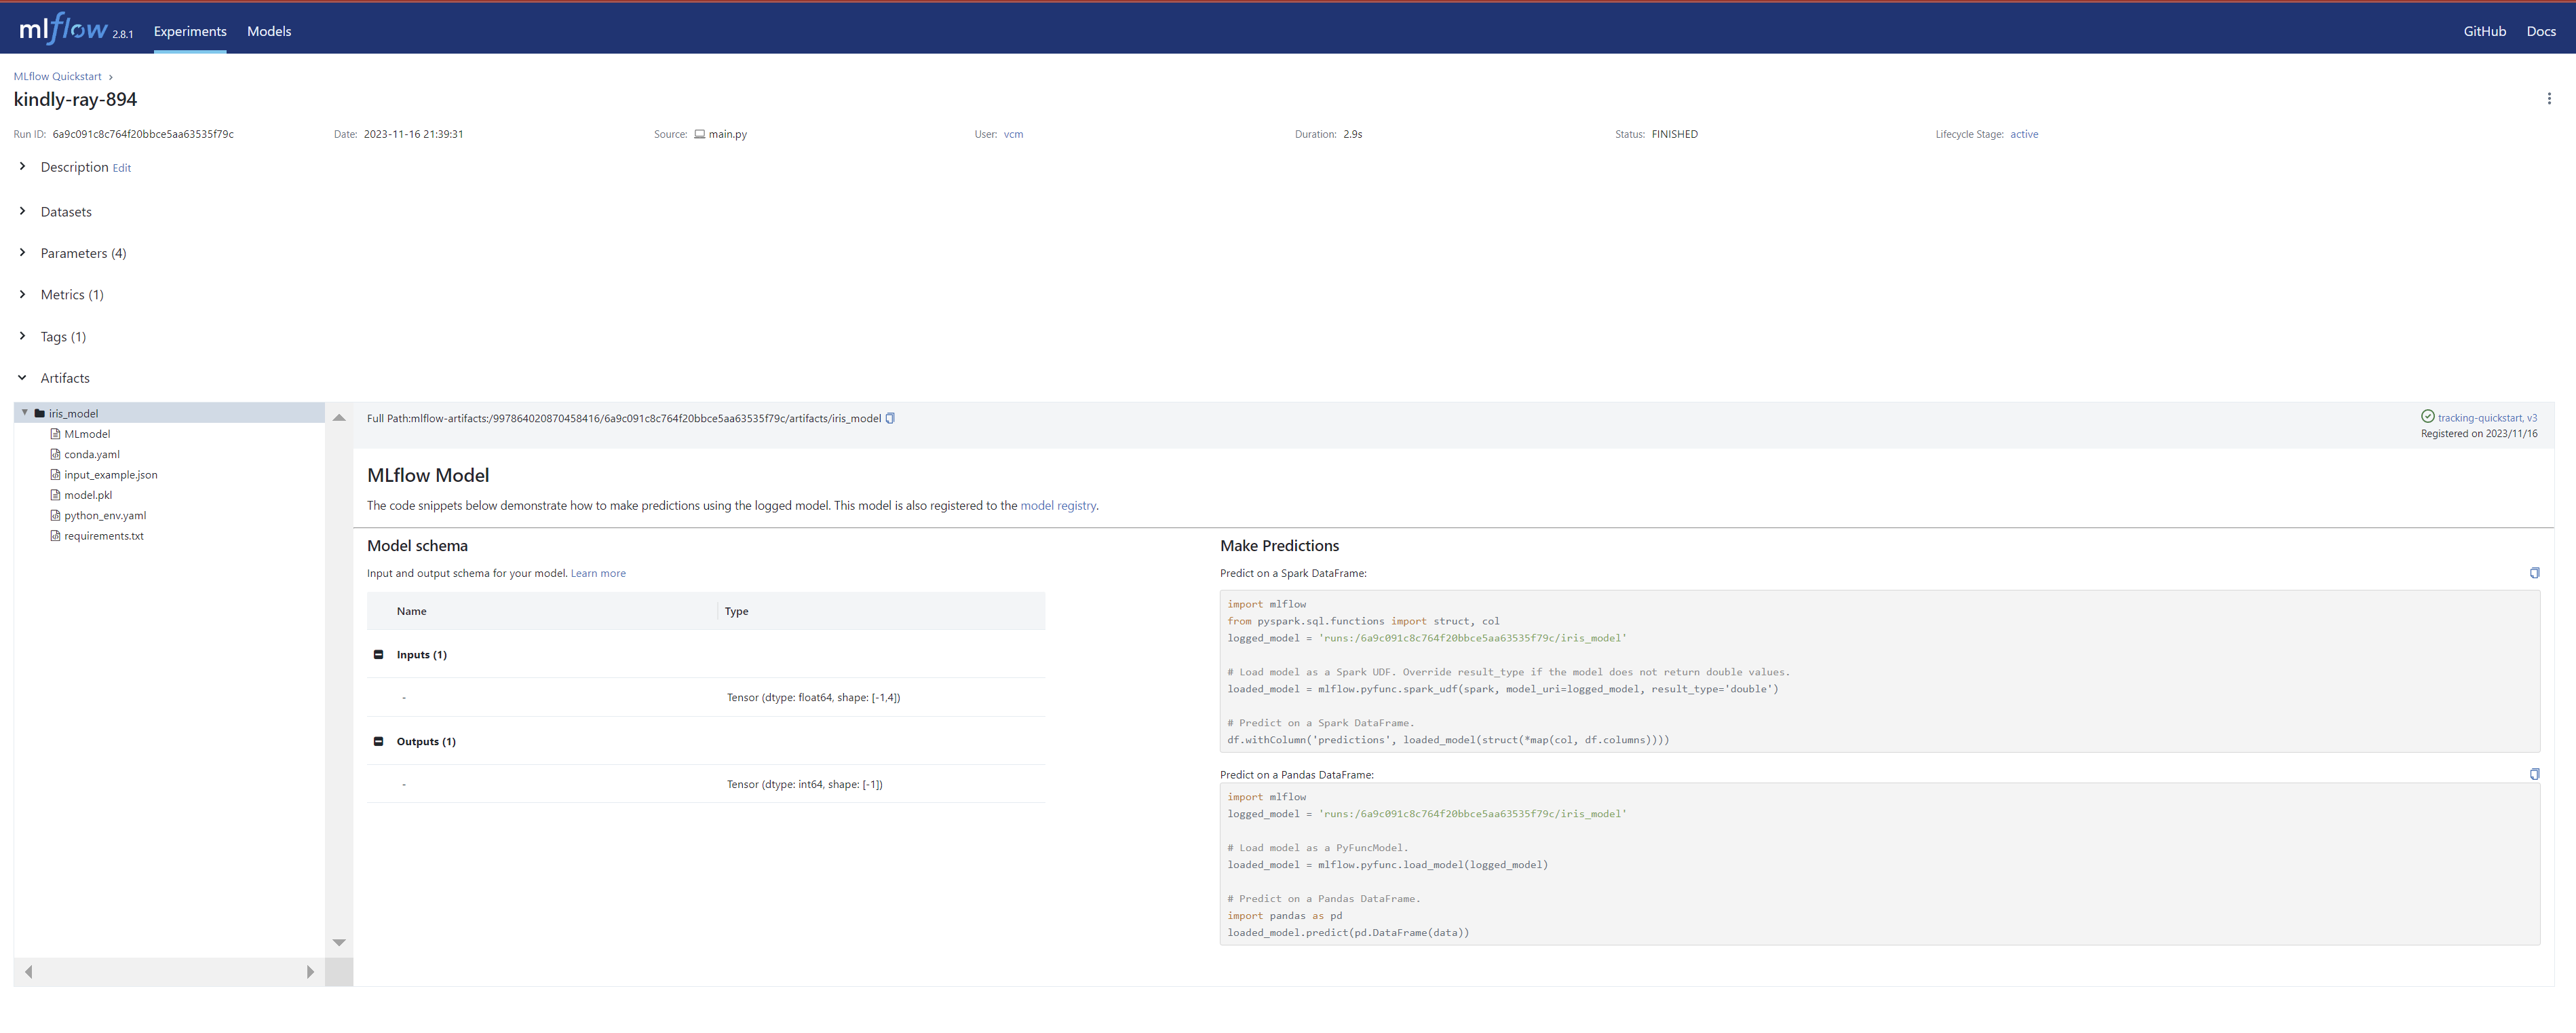 mlflow 2.8.1 Experiments Models GitHub Docs
MLflow Quickstart ›
kindly-ray-894
Run ID: 6a9c091c8c764f20bbce5aa63535f79c Date: 2023-11-16 21:39:31 Source: main.py User: vcm Duration: 2.9s Status: FINISHED Lifecycle Stage: active
Description Edit
Datasets
Parameters (4)
Metrics (1)
Tags (1)
Artifacts
iris_model
MLmodel
conda.yaml
input_example.json
model.pkl
python_env.yaml
requirements.txt
Full Path:mlflow-artifacts:/997864020870458416/6a9c091c8c764f20bbce5aa63535f79c/artifacts/iris_model
tracking-quickstart, v3
Registered on 2023/11/16
MLflow Model
The code snippets below demonstrate how to make predictions using the logged model. This model is also registered to the model registry.
Model schema
Input and output schema for your model. Learn more
Name Type
Inputs (1)
- Tensor (dtype: float64, shape: [-1,4])
Outputs (1)
- Tensor (dtype: int64, shape: [-1])
Make Predictions
Predict on a Spark DataFrame:
import mlflow
from pyspark.sql.functions import struct, col
logged_model = 'runs:/6a9c091c8c764f20bbce5aa63535f79c/iris_model'
# Load model as a Spark UDF. Override result_type if the model does not return double values.
loaded_model = mlflow.pyfunc.spark_udf(spark, model_uri=logged_model, result_type='double')
# Predict on a Spark DataFrame.
df.withColumn('predictions', loaded_model(struct(*map(col, df.columns))))
Predict on a Pandas DataFrame:
import mlflow
logged_model = 'runs:/6a9c091c8c764f20bbce5aa63535f79c/iris_model'
# Load model as a PyFuncModel.
loaded_model = mlflow.pyfunc.load_model(logged_model)
# Predict on a Pandas DataFrame.
import pandas as pd
loaded_model.predict(pd.DataFrame(data))